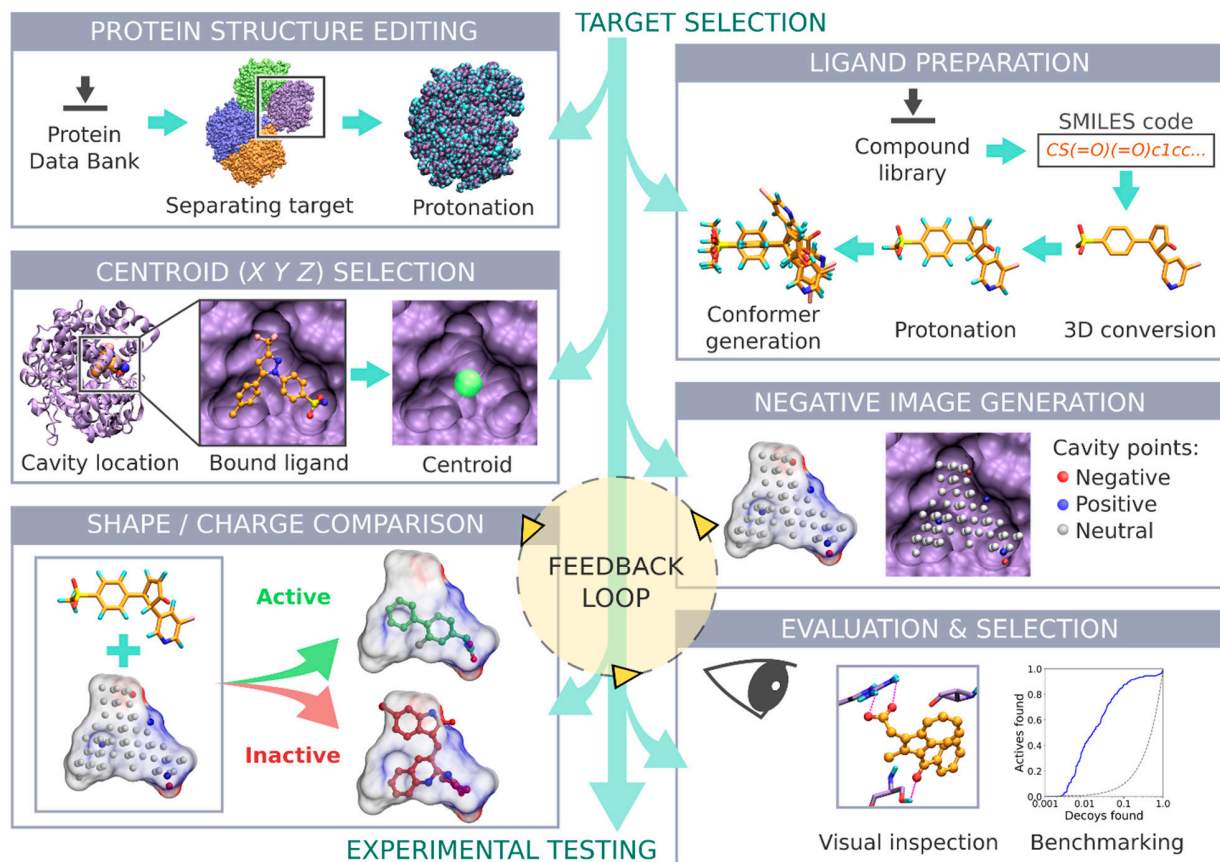 TARGET SELECTION
PROTEIN STRUCTURE EDITING
Protein
Data Bank
Separating target
Protonation
LIGAND PREPARATION
Compound
library
SMILES code
CS(=O)(=O)c1cc...
Conformer
generation
Protonation
3D conversion
CENTROID (X Y Z) SELECTION
Cavity location
Bound ligand
Centroid
NEGATIVE IMAGE GENERATION
Cavity points:
Negative
Positive
Neutral
SHAPE / CHARGE COMPARISON
Active
Inactive
FEEDBACK
LOOP
EVALUATION & SELECTION
Visual inspection
Actives found
1.0
0.8
0.6
0.4
0.2
0.0
0.001
0.01
0.1
1.0
Decoys found
Benchmarking
EXPERIMENTAL TESTING